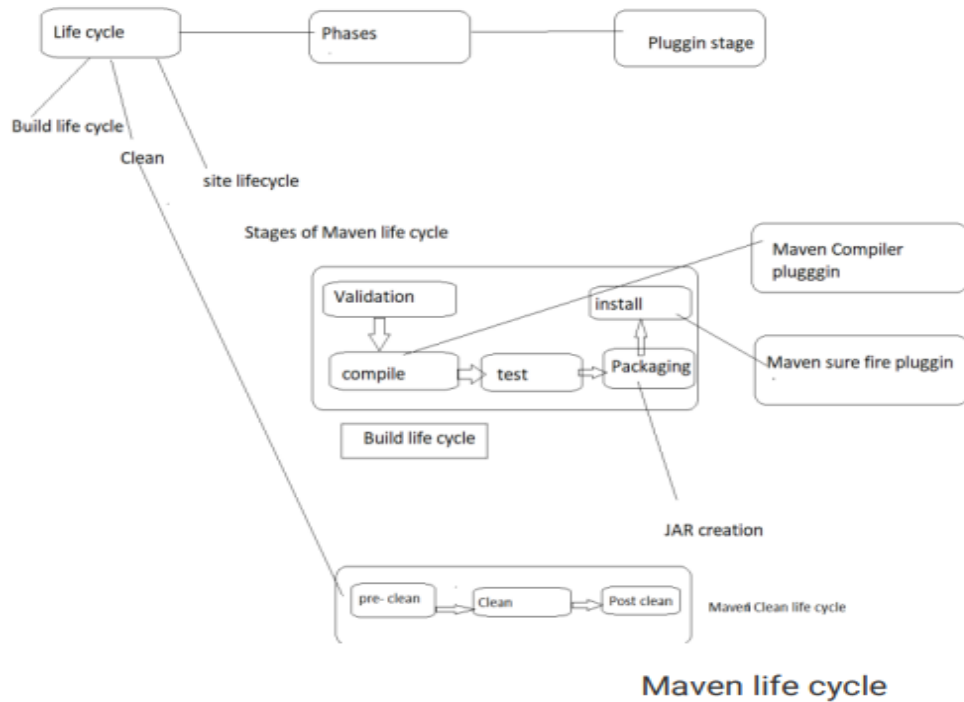 Life cycle
Phases
Pluggin stage
Build life cycle
Clean
site lifecycle
Stages of Maven life cycle
Maven Compiler
plugggin
Validation
install
compile
test
Packaging
Maven sure fire pluggin
Build life cycle
JAR creation
pre- clean
Clean
Post clean
Maven Clean life cycle
Maven life cycle